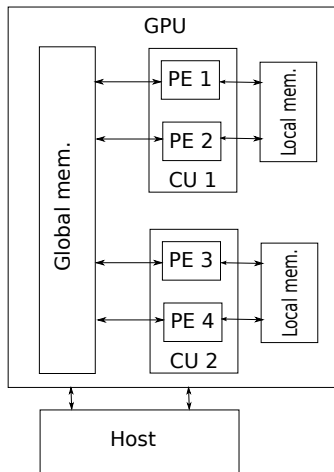 GPU
Global mem.
PE 1
PE 2
CU 1
Local mem.
PE 3
PE 4
CU 2
Local mem.
Host